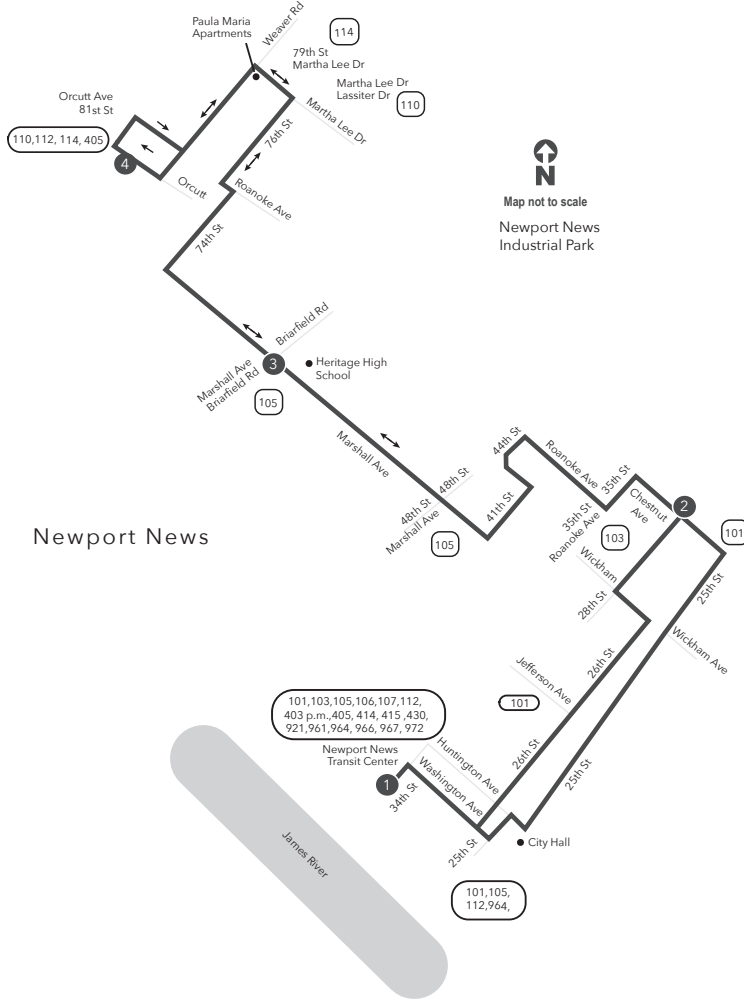 Paula Maria
Apartments
Weaver Rd
114
79th St
Martha Lee Dr
Martha Lee Dr
Lassiter Dr
110
Orcutt Ave
81st St
110,112, 114, 405
4
Martha Lee Dr
76th St
Orcutt
Roanoke Ave
74th St
N
Map not to scale
Newport News
Industrial Park
Briarfield Rd
3
Heritage High
School
Marshall Ave
Briarfield Rd
105
Marshall Ave
44th St
Roanoke Ave
35th St
48th St
48th St
Marshall Ave
41th St
105
Chestnut
Ave
2
35th St
Roanoke Ave
103
101
Newport News
Wickham
28th St
25th St
Wickham Ave
26th St
Jefferson Ave
101
101,103,105,106,107,112,
403 p.m.,405, 414, 415 ,430,
921,961,964, 966, 967, 972
Newport News
Transit Center
1
34th St
Huntington Ave
Washington Ave
26th St
25th St
25th St
City Hall
James River
101,105,
112,964,